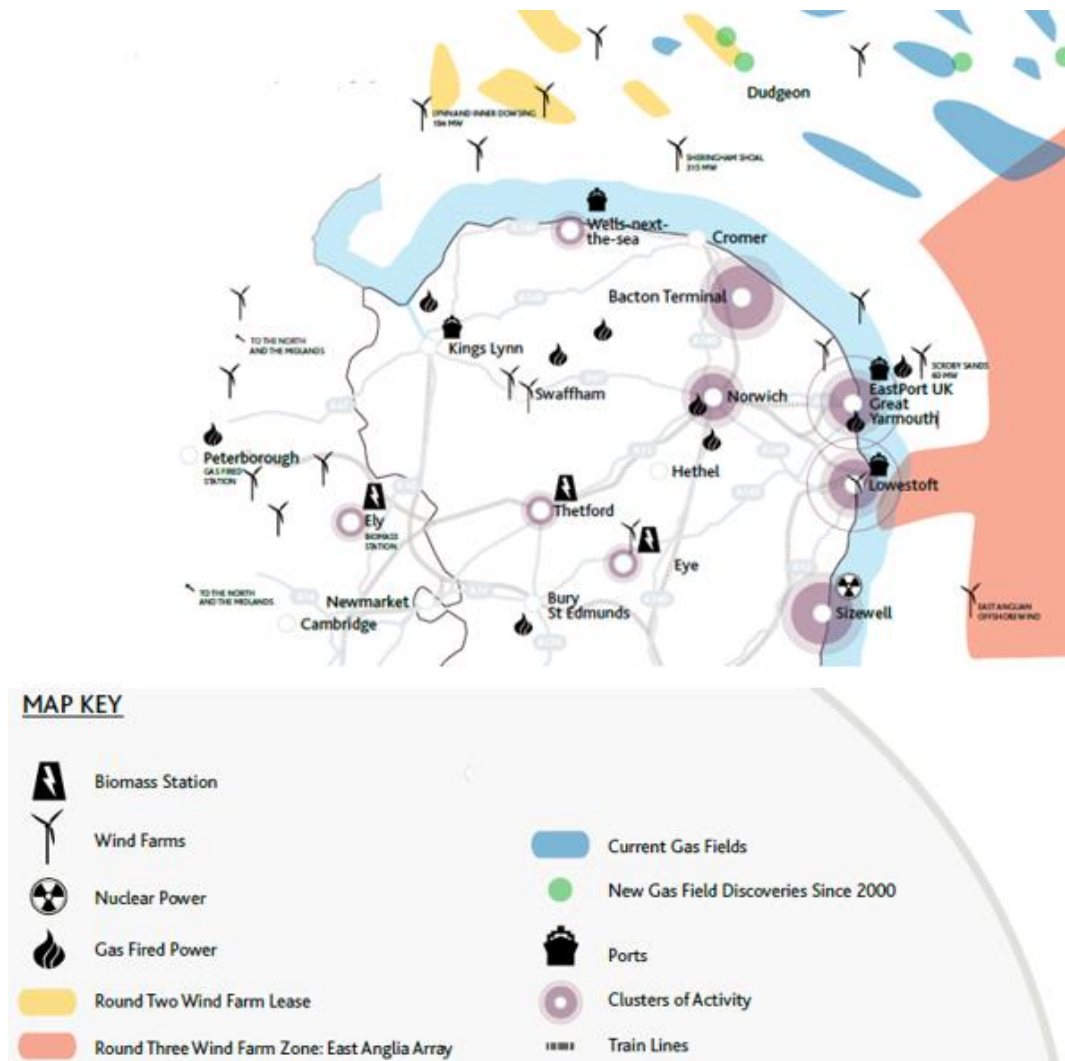 Dudgeon
LYNN AND INNER DOWSING
194 MW
SHERINGHAM SHOAL
315 MW
Wells-next-
the-sea
Cromer
Bacton Terminal
TO THE NORTH
AND THE MIDLANDS
Kings Lynn
Swaffham
Norwich
SCROBY SANDS
60 MW
EastPort UK
Great
Yarmouth
Peterborough
GAS FIRED
STATION
Hethel
Lowestoft
Ely
BIOMASS
STATION
Thetford
Eye
TO THE NORTH
AND THE MIDLANDS
Newmarket
Cambridge
Bury
St Edmunds
Sizewell
EAST ANGLIAN
OFFSHORE WIND
MAP KEY
Biomass Station
Wind Farms
Nuclear Power
Gas Fired Power
Round Two Wind Farm Lease
Round Three Wind Farm Zone: East Anglia Array
Current Gas Fields
New Gas Field Discoveries Since 2000
Ports
Clusters of Activity
Train Lines